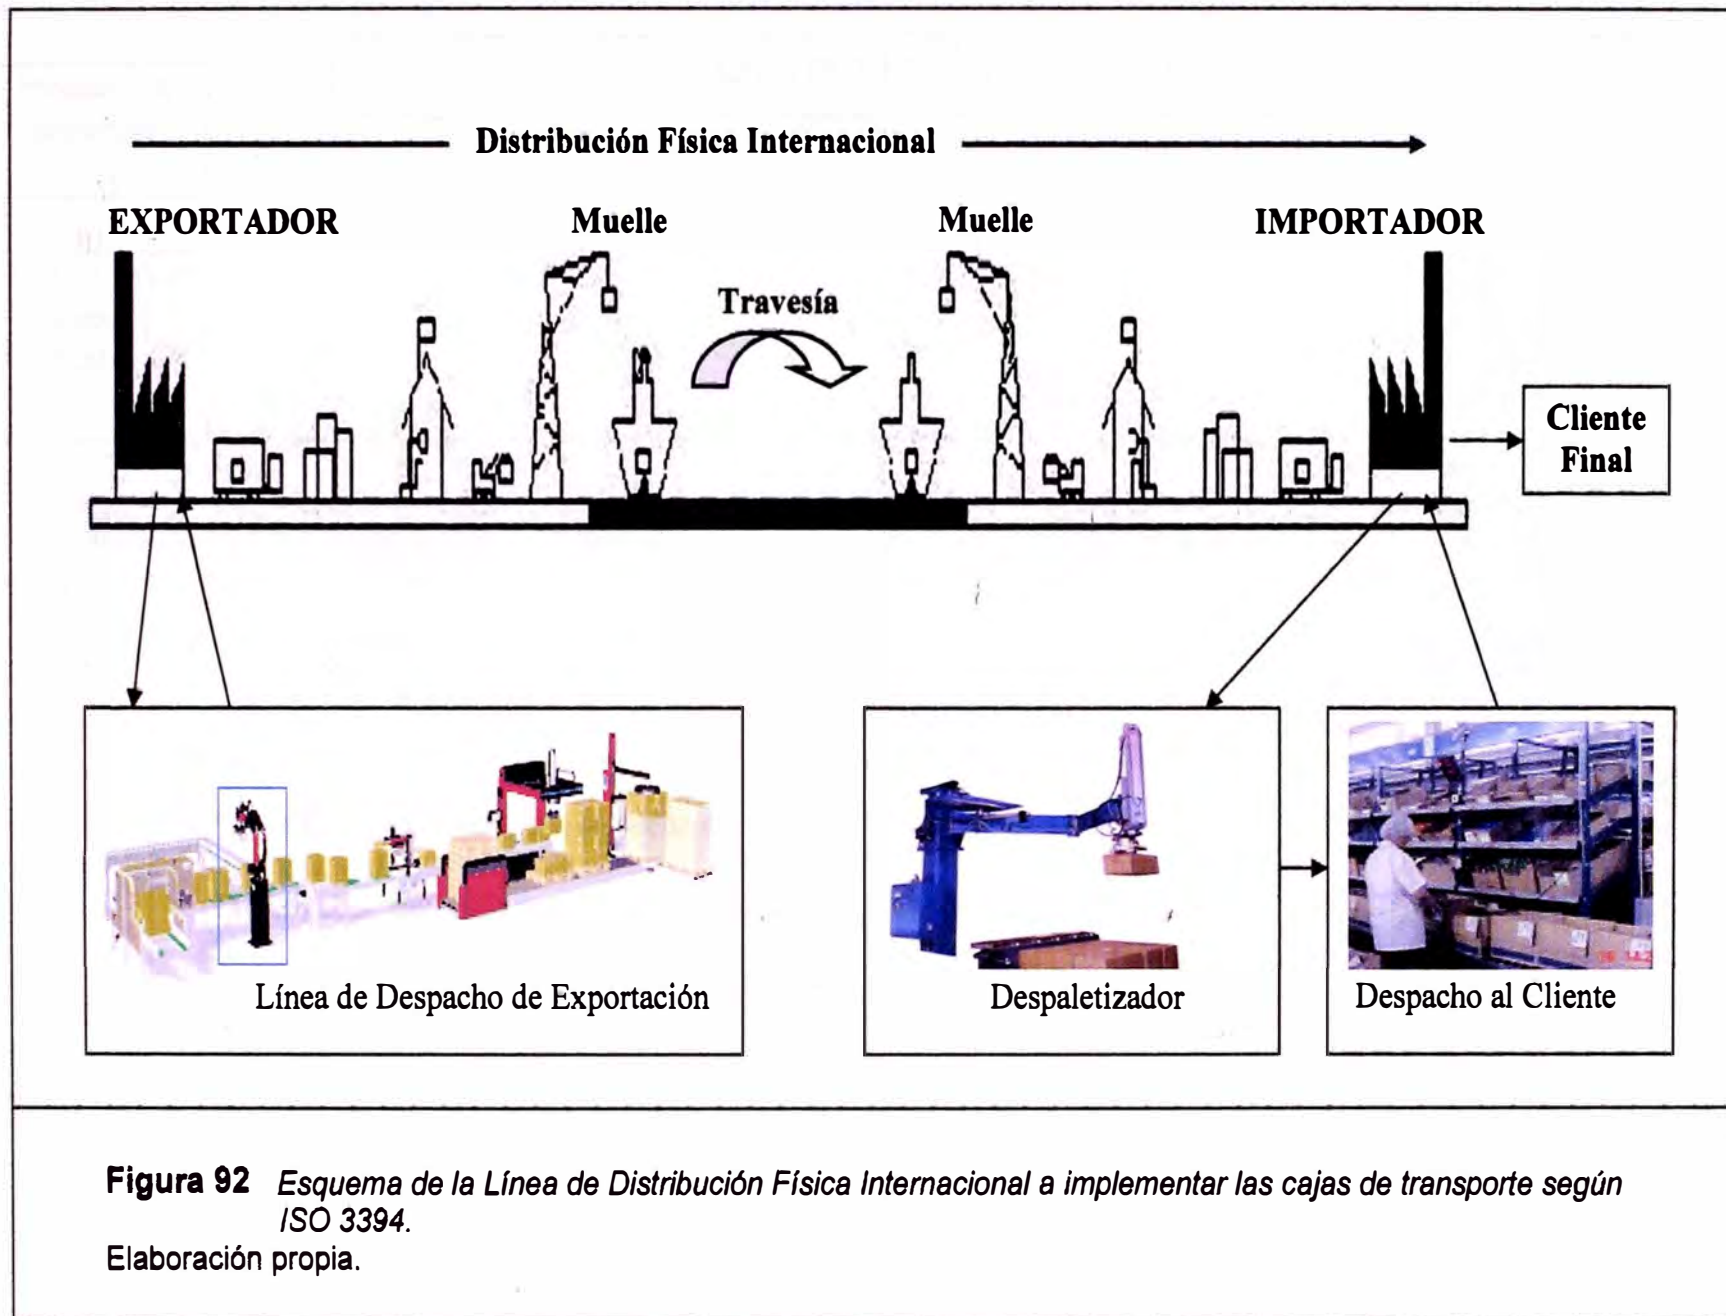 Distribución Física Internacional
EXPORTADOR
Muelle
Muelle
IMPORTADOR
Travesía
Cliente
Final
Línea de Despacho de Exportación
Despaletizador
Despacho al Cliente
Figura 92 Esquema de la Línea de Distribución Física Internacional a implementar las cajas de transporte según
ISO 3394.
Elaboración propia.